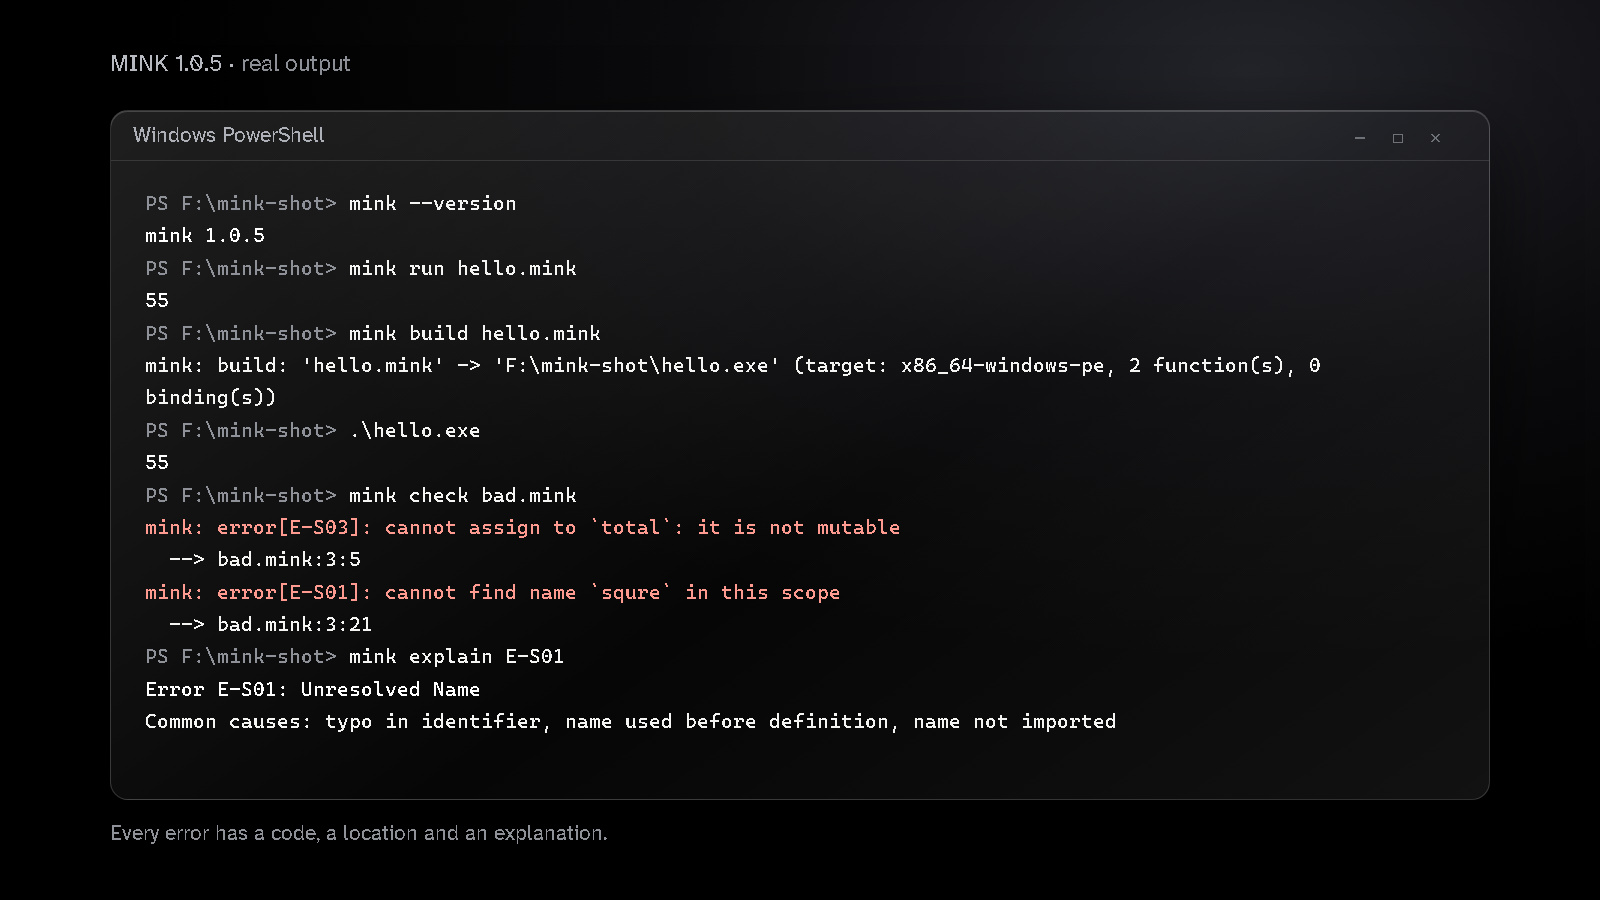 MINK 1.0.5 · real output
Windows PowerShell
PS F:\mink-shot> mink --version
mink 1.0.5
PS F:\mink-shot> mink run hello.mink
55
PS F:\mink-shot> mink build hello.mink
mink: build: 'hello.mink' -> 'F:\mink-shot\hello.exe' (target: x86_64-windows-pe, 2 function(s), 0
binding(s))
PS F:\mink-shot> .\hello.exe
55
PS F:\mink-shot> mink check bad.mink
mink: error[E-S03]: cannot assign to `total`: it is not mutable
  --> bad.mink:3:5
mink: error[E-S01]: cannot find name `squre` in this scope
  --> bad.mink:3:21
PS F:\mink-shot> mink explain E-S01
Error E-S01: Unresolved Name
Common causes: typo in identifier, name used before definition, name not imported
Every error has a code, a location and an explanation.